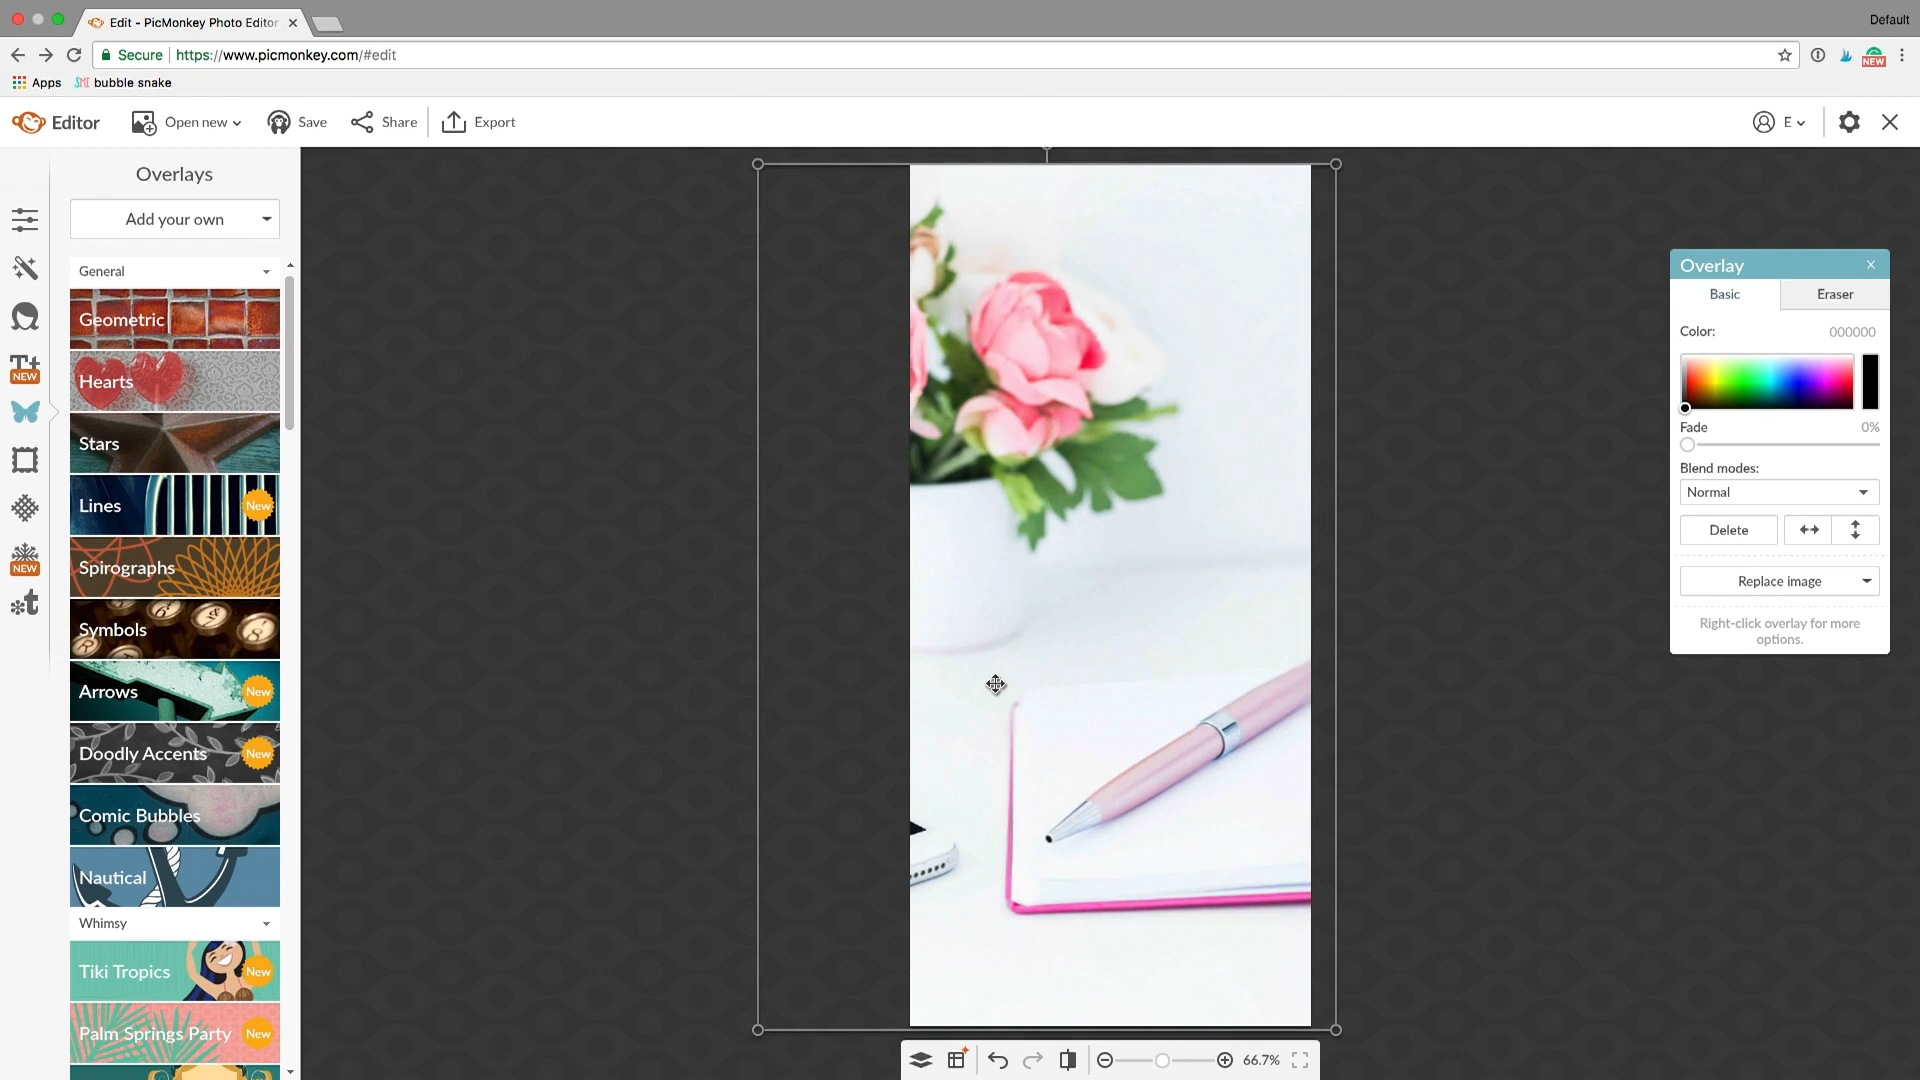 Edit - PicMonkey Photo Editor
Default
Secure
https://www.picmonkey.com/#edit
NEW
Apps
SMT bubble snake
Editor
Open new
Save
Share
Export
E
Overlays
Add your own
General
Geometric
Hearts
Stars
Lines
New
Spirographs
Symbols
Arrows
New
Doodly Accents
New
Comic Bubbles
Nautical
Whimsy
Tiki Tropics
New
Palm Springs Party
New
Tt+
NEW
NEW
t
Overlay
Basic
Eraser
Color:
000000
Fade
0%
Blend modes:
Normal
Delete
Replace image
Right-click overlay for more
options.
66.7%